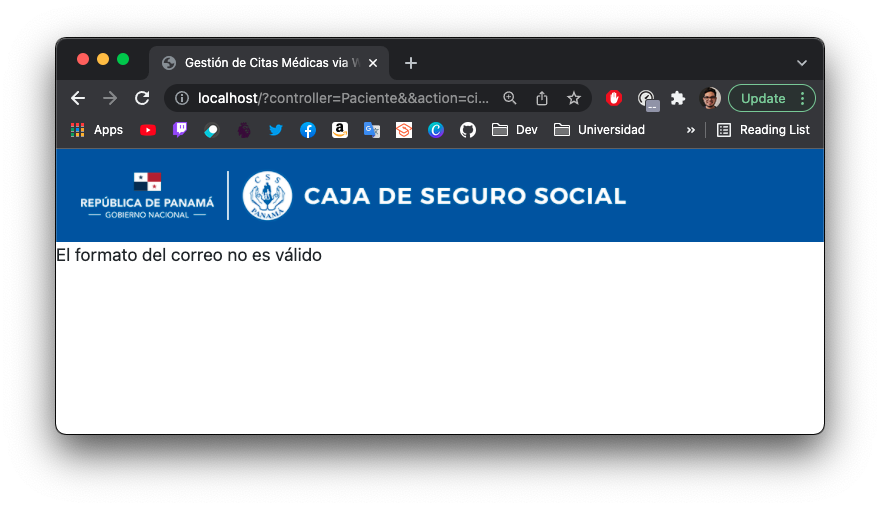 Gestión de Citas Médicas via W
localhost/?controller=Paciente&&action=ci...
Update
Apps
Dev
Universidad
»
Reading List
REPÚBLICA DE PANAMÁ
— GOBIERNO NACIONAL —
CSS
PANAMÁ
CAJA DE SEGURO SOCIAL
El formato del correo no es válido